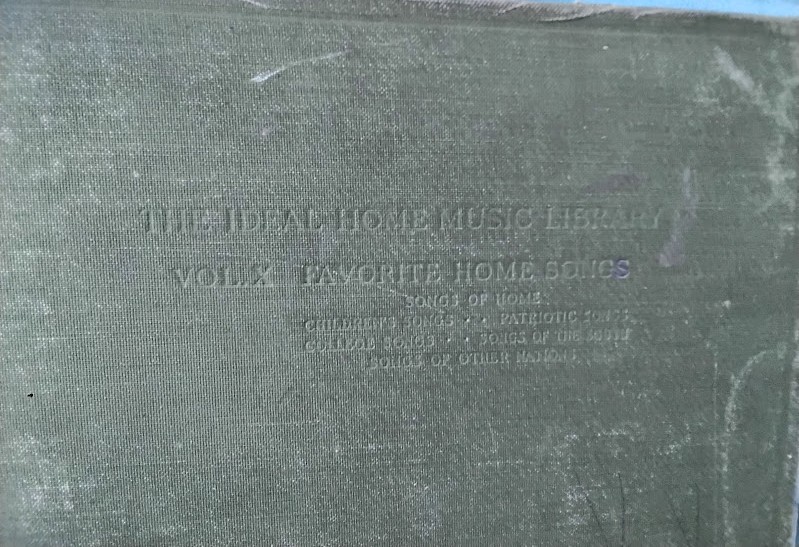 THE IDEAL HOME MUSIC LIBRARY
VOL. X FAVORITE HOME SONGS
SONGS OF HOME
CHILDREN'S SONGS · · PATRIOTIC SONGS
COLLEGE SONGS · · SONGS OF THE SOUTH
SONGS OF OTHER NATIONS